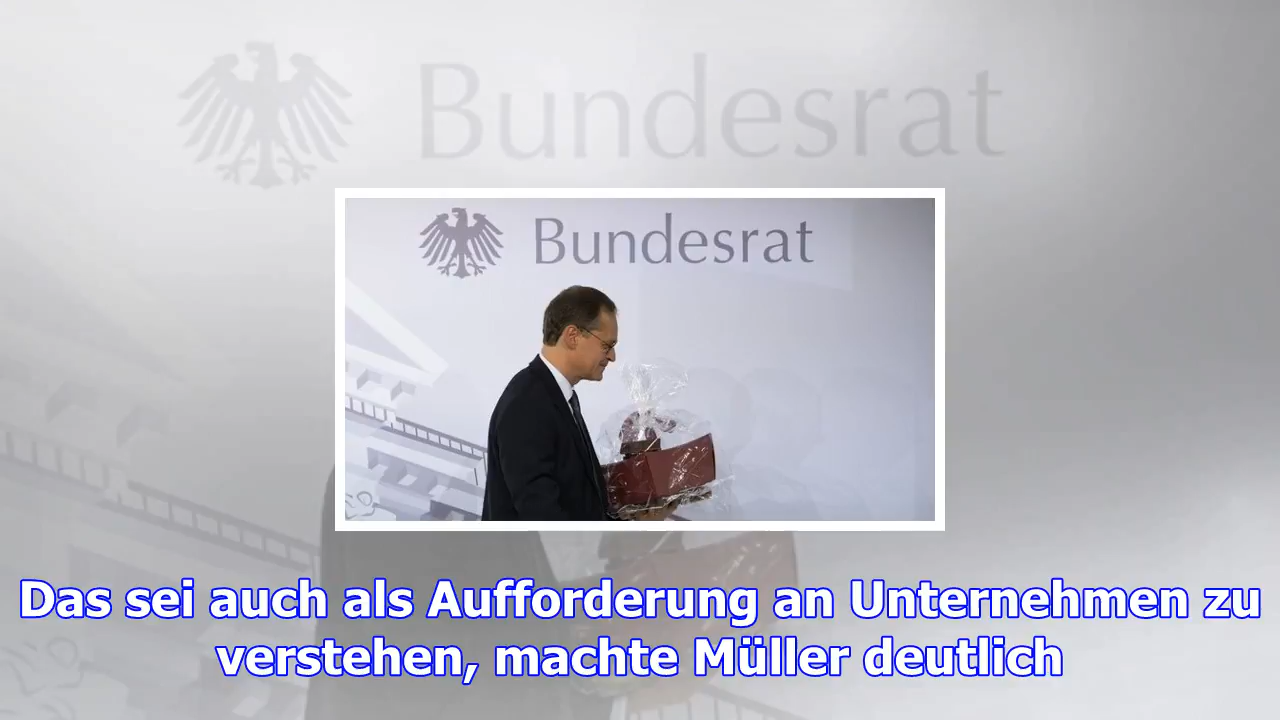 Bundesrat
Bundesrat
Das sei auch als Aufforderung an Unternehmen zu
verstehen, machte Müller deutlich